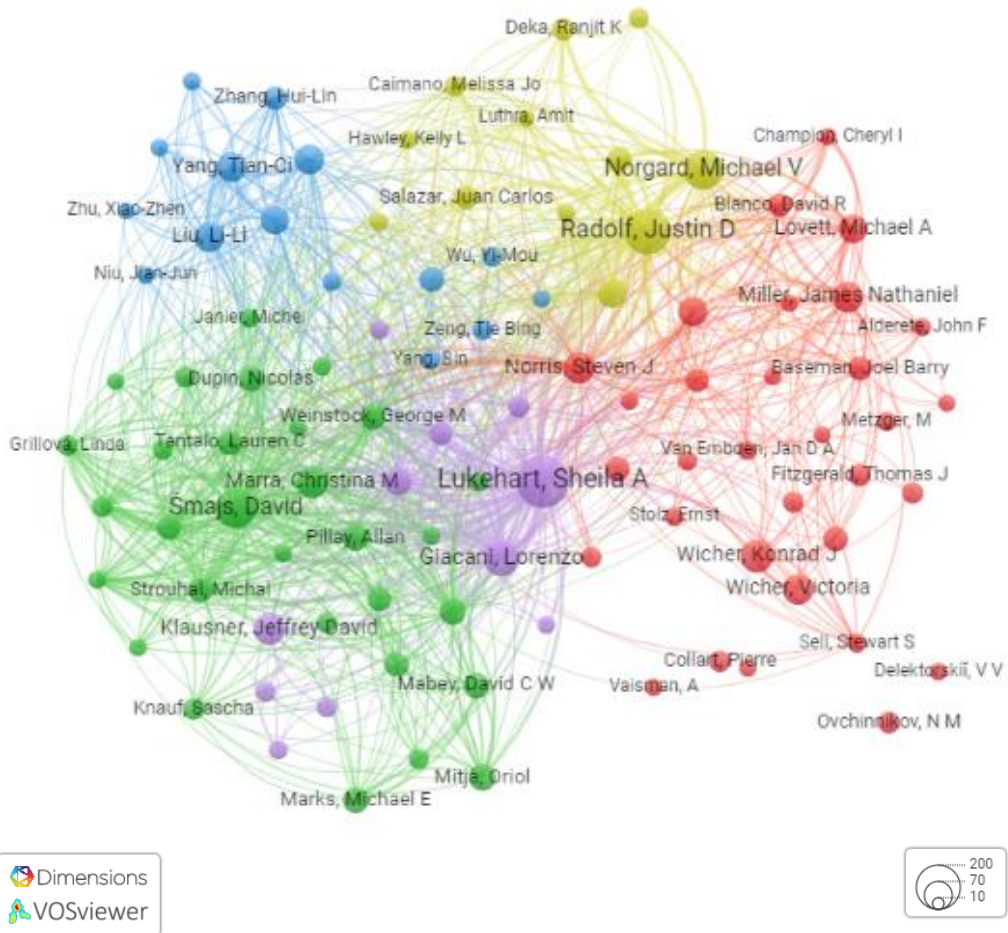 Deka, Ranjit K
Caimano, Melissa Jo
Zhang, Hui-Lin
Luthra, Amit
Hawley, Kelly L
Champion, Cheryl I
Yang, Tian-Ci
Norgard, Michael V
Salazar, Juan Carlos
Blanco, David R
Zhu, Xiao-Zhen
Radolf, Justin D
Lovett, Michael A
Liu, Li-Li
Wu, Yi-Mou
Niu, Jian-Jun
Miller, James Nathaniel
Janier, Michel
Zeng, Tie Bing
Alderete, John F
Yang, Bin
Norris, Steven J
Baseman, Joel Barry
Dupin, Nicolas
Weinstock, George M
Metzger, M
Grillová, Linda
Tantalo, Lauren C
Van Embden, Jan D A
Marra, Christina M
Lukehart, Sheila A
Fitzgerald, Thomas J
Šmajs, David
Stolz, Ernst
Pillay, Allan
Giacani, Lorenzo
Wicher, Konrad J
Strouhal, Michal
Wicher, Victoria
Klausner, Jeffrey David
Sell, Stewart S
Collart, Pierre
Delektorskiĭ, V V
Mabey, David C W
Vaisman, A
Knauf, Sascha
Ovchinnikov, N M
Mitjà, Oriol
Marks, Michael E
Dimensions
VOSviewer
200
70
10